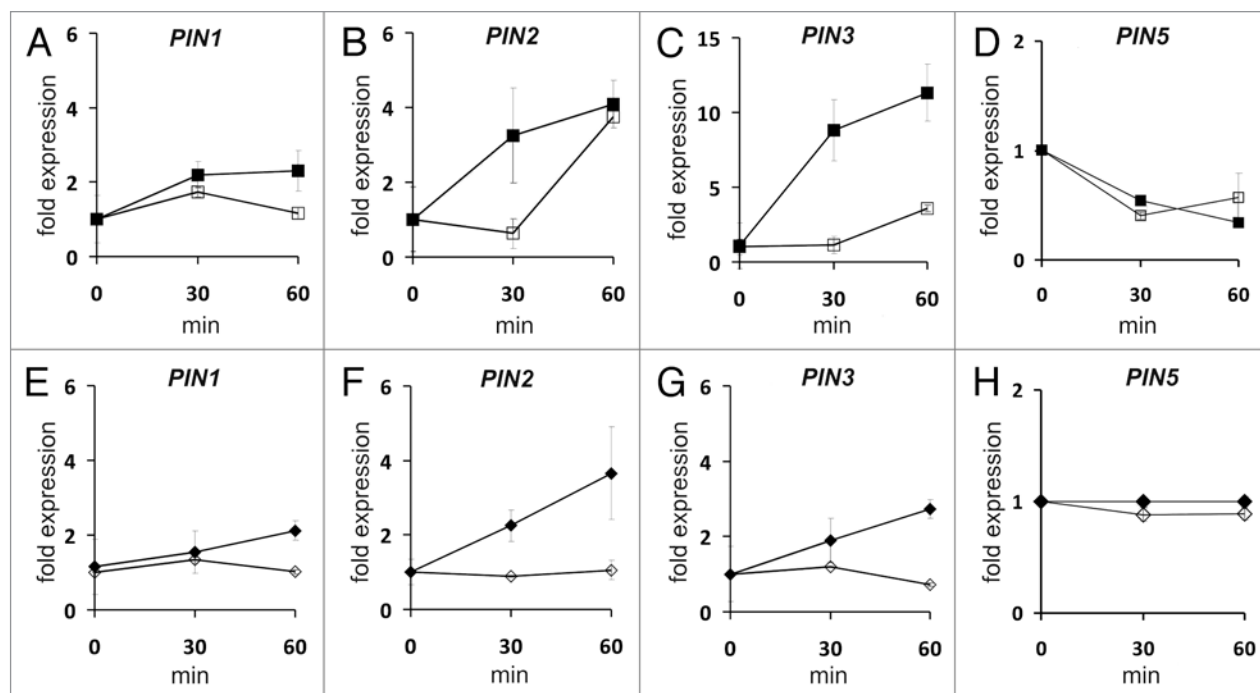 A PIN1
fold expression
6
4
2
0
0 30 60
min
B PIN2
fold expression
6
4
2
0
0 30 60
min
C PIN3
fold expression
15
10
5
0
0 30 60
min
D PIN5
fold expression
2
1
0
0 30 60
min
E PIN1
fold expression
6
4
2
0
0 30 60
min
F PIN2
fold expression
6
4
2
0
0 30 60
min
G PIN3
fold expression
6
4
2
0
0 30 60
min
H PIN5
fold expression
2
1
0
0 30 60
min